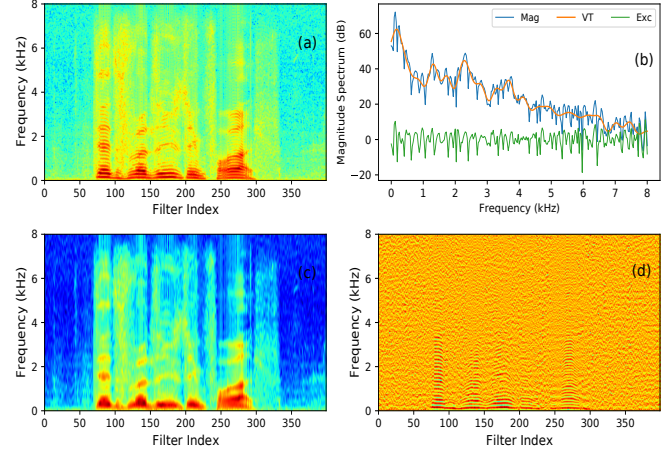 8
6
4
2
0
Frequency (kHz)
(a)
0 50 100 150 200 250 300 350
Filter Index
Mag VT Exc
60
40
20
0
−20
Magnitude Spectrum (dB)
(b)
0 1 2 3 4 5 6 7 8
Frequency (kHz)
8
6
4
2
0
Frequency (kHz)
(c)
0 50 100 150 200 250 300 350
Filter Index
8
6
4
2
0
Frequency (kHz)
(d)
0 50 100 150 200 250 300 350
Filter Index